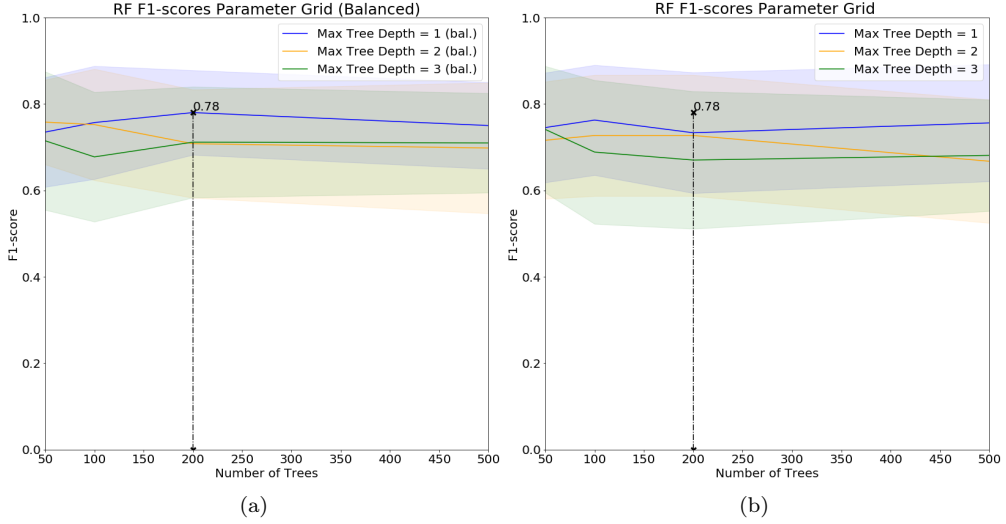 RF F1-scores Parameter Grid (Balanced)
1.0
0.8
0.6
0.4
0.2
0.0
F1-score
Max Tree Depth = 1 (bal.)
Max Tree Depth = 2 (bal.)
Max Tree Depth = 3 (bal.)
0.78
50 100 150 200 250 300 350 400 450 500
Number of Trees
(a)
RF F1-scores Parameter Grid
1.0
0.8
0.6
0.4
0.2
0.0
F1-score
Max Tree Depth = 1
Max Tree Depth = 2
Max Tree Depth = 3
0.78
50 100 150 200 250 300 350 400 450 500
Number of Trees
(b)